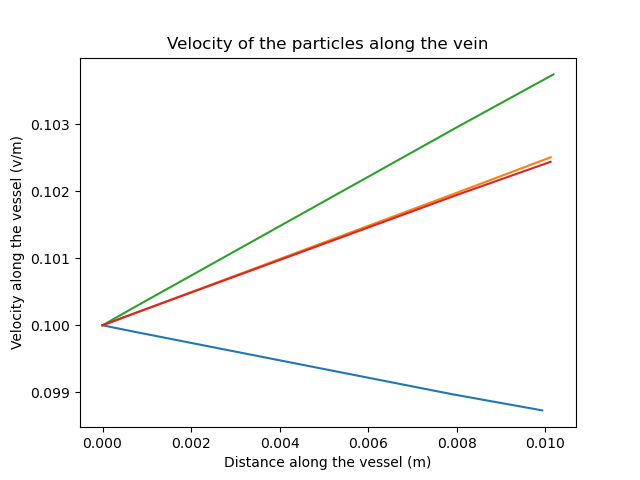 Velocity of the particles along the vein
0.103
0.102
0.101
0.100
0.099
Velocity along the vessel (v/m)
0.000 0.002 0.004 0.006 0.008 0.010
Distance along the vessel (m)